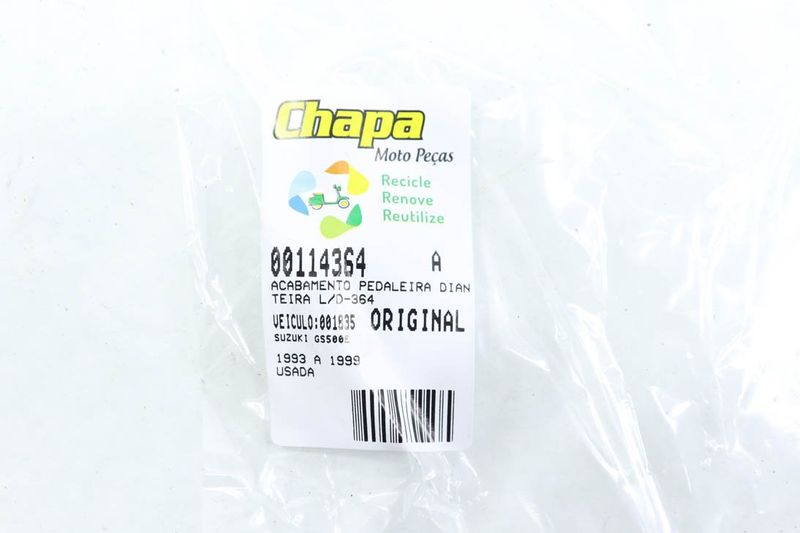 Chapa
Moto Peças
Recicle
Renove
Reutilize
00114364 A
ACABAMENTO PEDALEIRA DIAN
TEIRA L/D-364
VEICULO:001835 ORIGINAL
SUZUKI GS500E
1993 A 1999
USADA